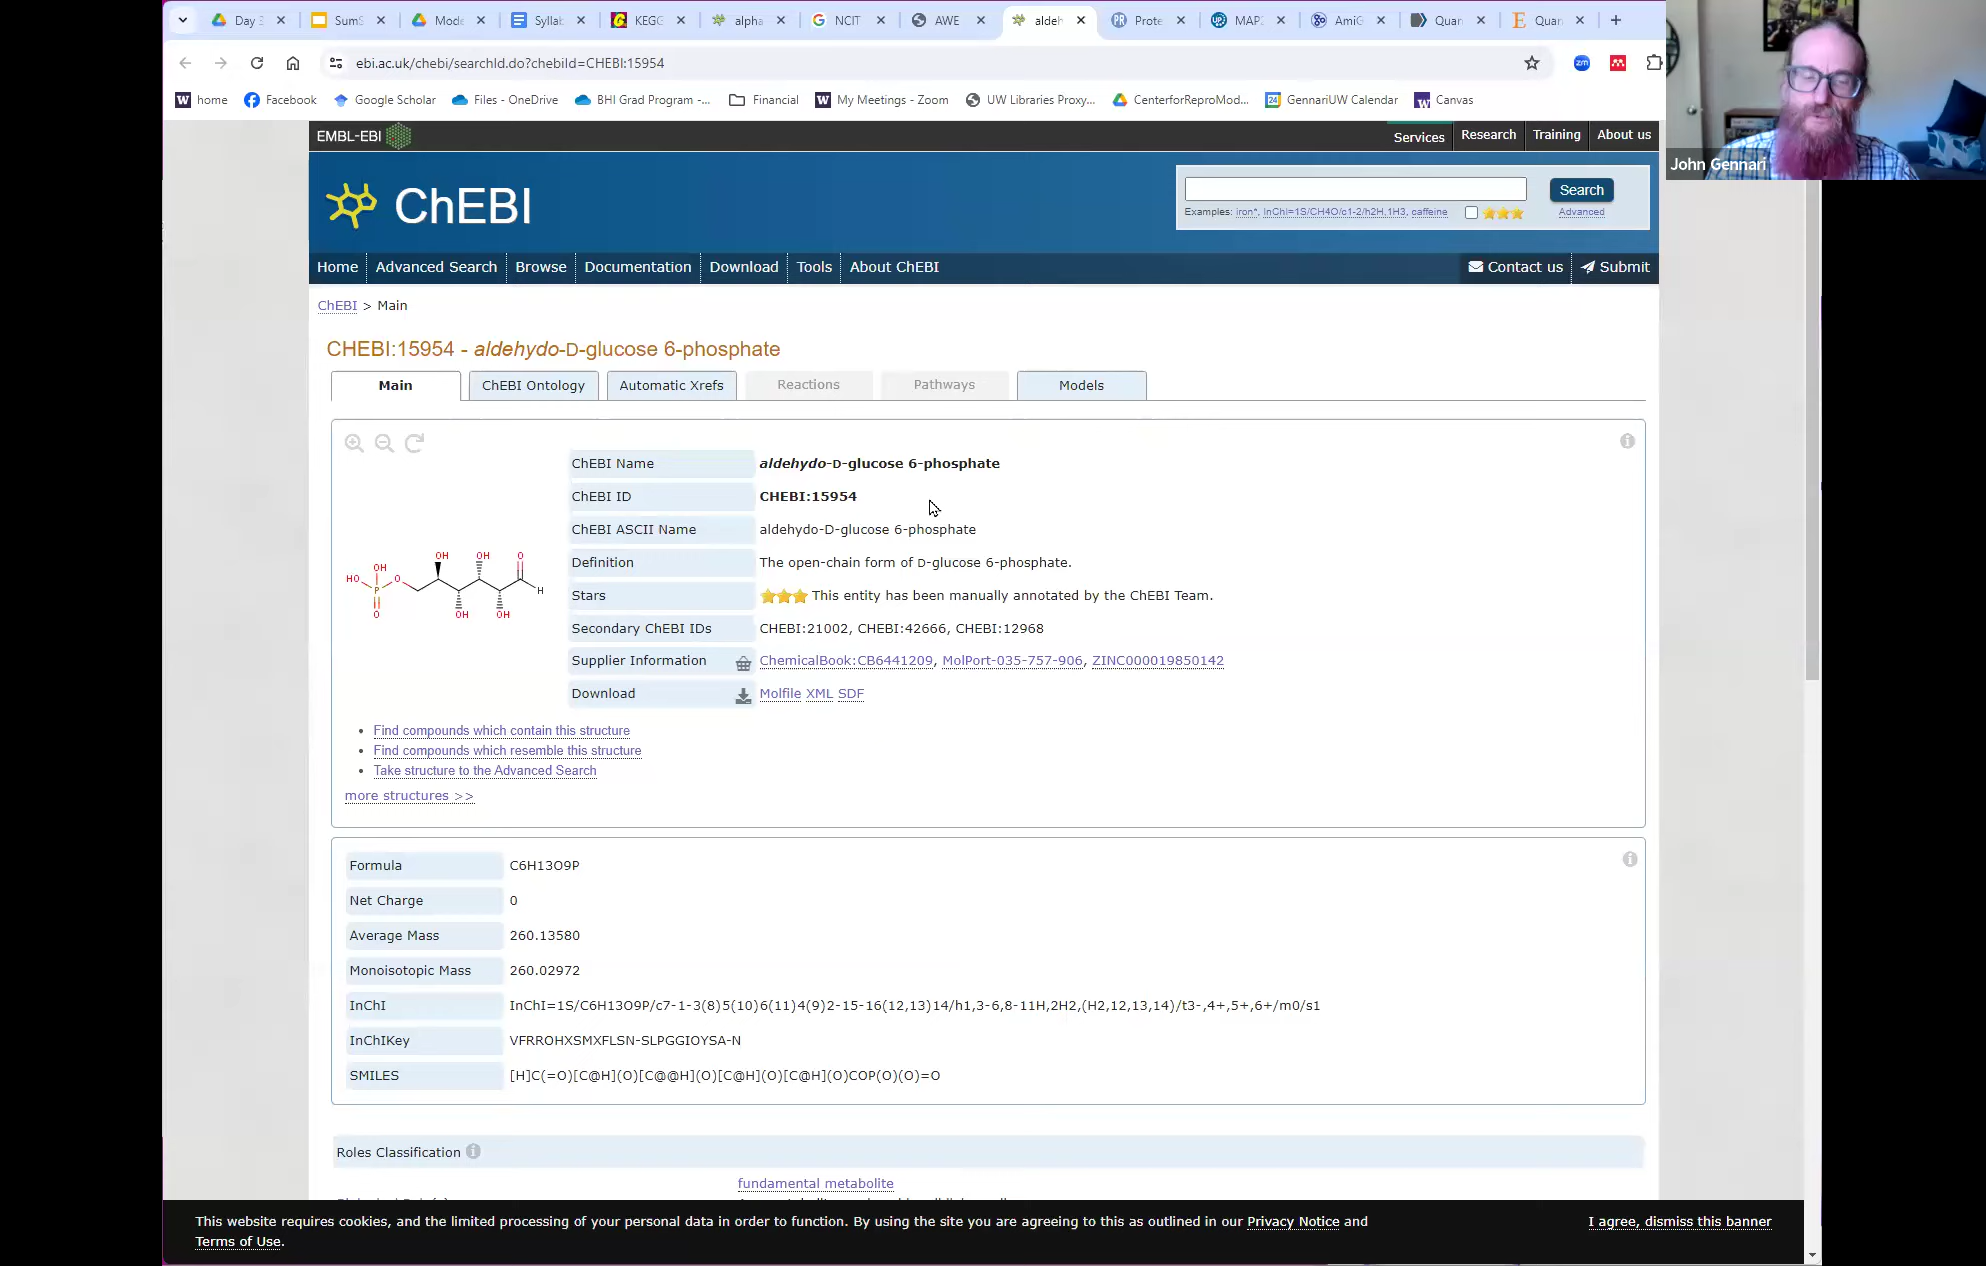 Day
SumS
Mode
Syllab
KEGG
alpha
NCIT
AWE
aldeh
Prote
MAP
AmiG
Quan
Quan
ebi.ac.uk/chebi/searchId.do?chebiId=CHEBI:15954
home
Facebook
Google Scholar
Files - OneDrive
BHI Grad Program -...
Financial
My Meetings - Zoom
UW Libraries Proxy...
CenterforReproMod...
GennariUW Calendar
Canvas
John Gennari
EMBL-EBI
Services
Research
Training
About us
ChEBI
Search
Examples: iron*, InChI=1S/CH4O/c1-2/h2H,1H3, caffeine
Advanced
Home
Advanced Search
Browse
Documentation
Download
Tools
About ChEBI
Contact us
Submit
ChEBI > Main
CHEBI:15954 - aldehydo-D-glucose 6-phosphate
Main
ChEBI Ontology
Automatic Xrefs
Reactions
Pathways
Models
ChEBI Name aldehydo-D-glucose 6-phosphate
ChEBI ID CHEBI:15954
ChEBI ASCII Name aldehydo-D-glucose 6-phosphate
Definition The open-chain form of D-glucose 6-phosphate.
Stars This entity has been manually annotated by the ChEBI Team.
Secondary ChEBI IDs CHEBI:21002, CHEBI:42666, CHEBI:12968
Supplier Information ChemicalBook:CB6441209, MolPort-035-757-906, ZINC000019850142
Download Molfile XML SDF
OH OH O
HO OH P O O H
OH OH
Find compounds which contain this structure
Find compounds which resemble this structure
Take structure to the Advanced Search
more structures >>
Formula C6H13O9P
Net Charge 0
Average Mass 260.13580
Monoisotopic Mass 260.02972
InChI InChI=1S/C6H13O9P/c7-1-3(8)5(10)6(11)4(9)2-15-16(12,13)14/h1,3-6,8-11H,2H2,(H2,12,13,14)/t3-,4+,5+,6+/m0/s1
InChIKey VFRROHXSMXFLSN-SLPGGIOYSA-N
SMILES [H]C(=O)[C@H](O)[C@@H](O)[C@H](O)[C@H](O)COP(O)(O)=O
Roles Classification
fundamental metabolite
This website requires cookies, and the limited processing of your personal data in order to function. By using the site you are agreeing to this as outlined in our Privacy Notice and
Terms of Use.
I agree, dismiss this banner